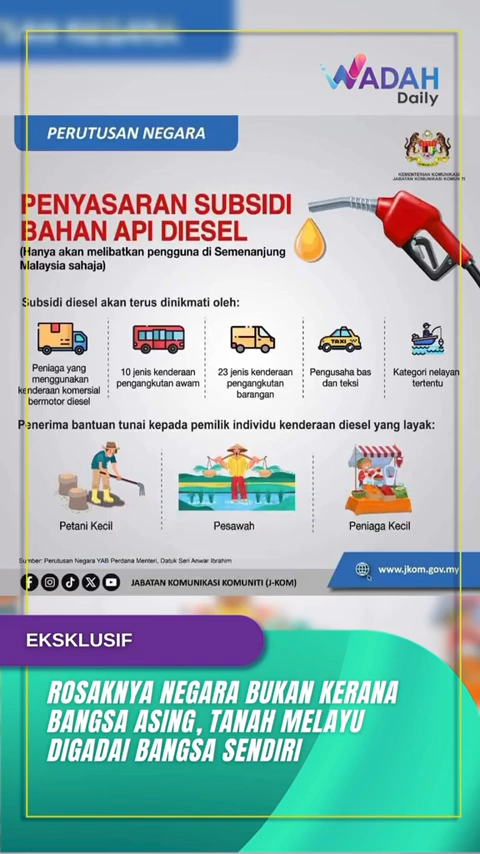 WADAH
Daily
PERUTUSAN NEGARA
KEMENTERIAN KOMUNIKASI
JABATAN KOMUNIKASI KOMUNITI
PENYASARAN SUBSIDI
BAHAN API DIESEL
(Hanya akan melibatkan pengguna di Semenanjung
Malaysia sahaja)
Subsidi diesel akan terus dinikmati oleh:
TAXI
Peniaga yang
menggunakan
kenderaan komersial
bermotor diesel
10 jenis kenderaan
pengangkutan awam
23 jenis kenderaan
pengangkutan
barangan
Pengusaha bas
dan teksi
Kategori nelayan
tertentu
Penerima bantuan tunai kepada pemilik individu kenderaan diesel yang layak:
Petani Kecil
Pesawah
Peniaga Kecil
Sumber: Perutusan Negara YAB Perdana Menteri, Datuk Seri Anwar Ibrahim
JABATAN KOMUNIKASI KOMUNITI (J-KOM)
www.jkom.gov.my
EKSKLUSIF
ROSAKNYA NEGARA BUKAN KERANA
BANGSA ASING, TANAH MELAYU
DIGADAI BANGSA SENDIRI